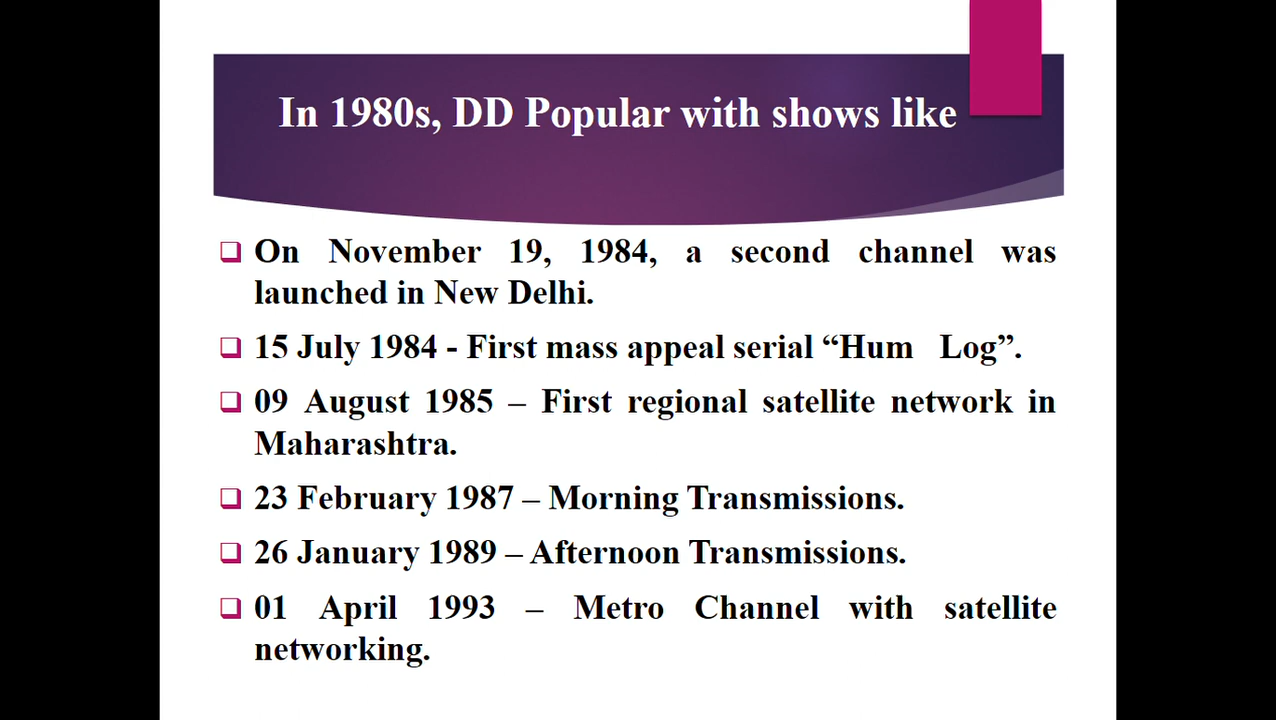 In 1980s, DD Popular with shows like
On November 19, 1984, a second channel was
launched in New Delhi.
15 July 1984 - First mass appeal serial “Hum Log”.
09 August 1985 – First regional satellite network in
Maharashtra.
23 February 1987 – Morning Transmissions.
26 January 1989 – Afternoon Transmissions.
01 April 1993 – Metro Channel with satellite
networking.